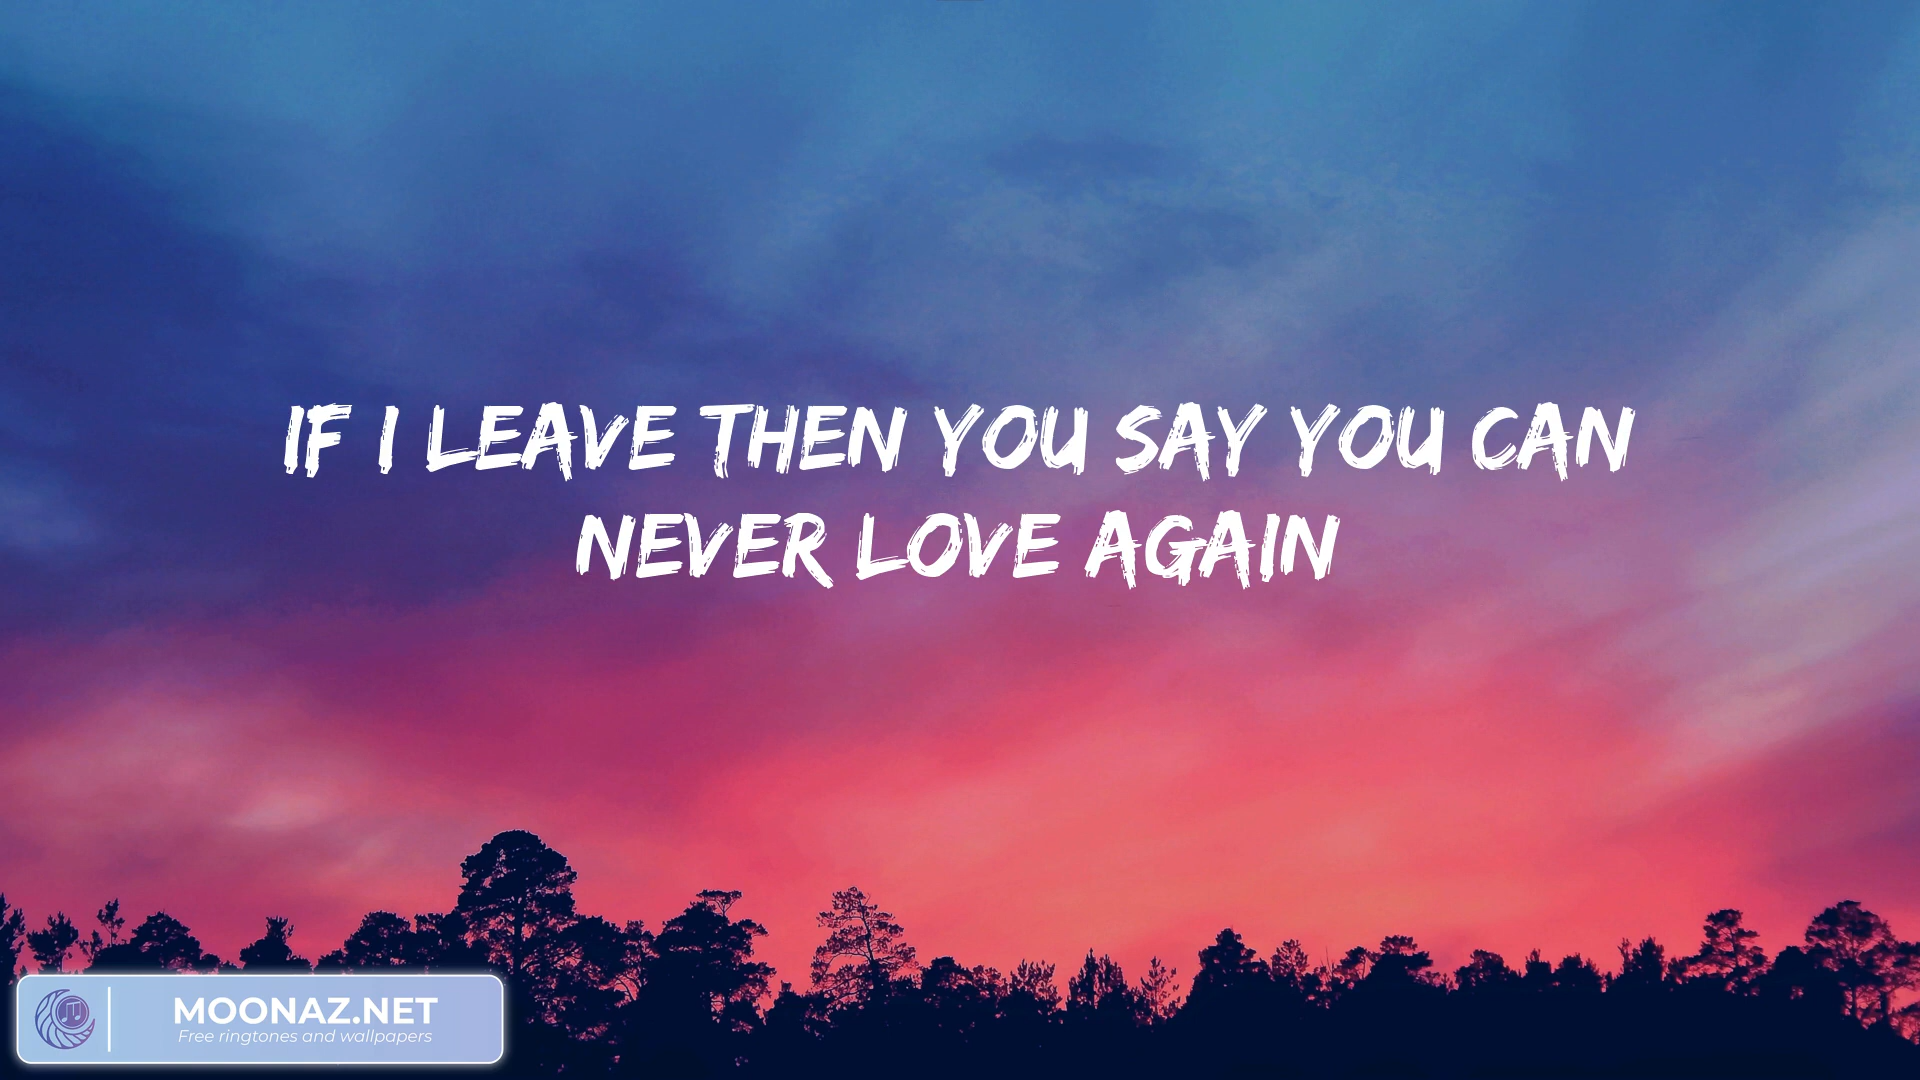 IF I LEAVE THEN YOU SAY YOU CAN
NEVER LOVE AGAIN
MOONAZ.NET
Free ringtones and wallpapers